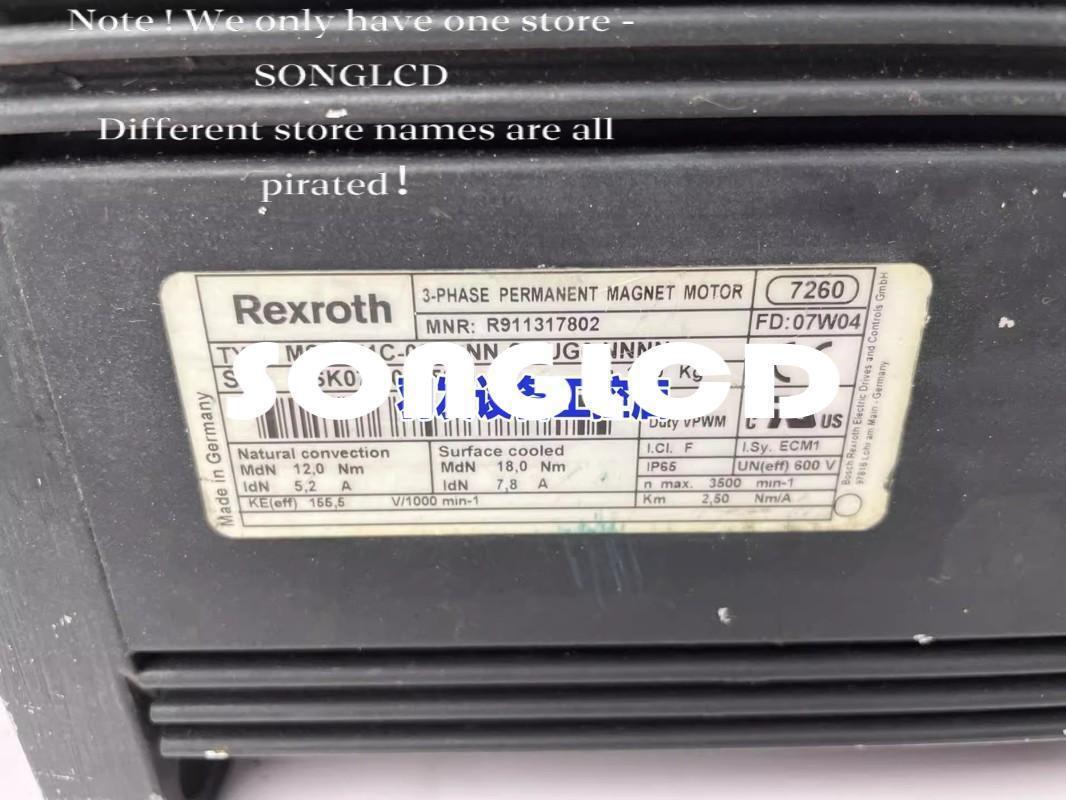 Note ! We only have one store -
SONGLCD
Different store names are all
pirated !
Rexroth
3-PHASE PERMANENT MAGNET MOTOR
7260
MNR: R911317802
FD: 07W04
SONGLCD
Duty
C US
Natural convection
MdN 12,0 Nm
IdN 5,2 A
Surface cooled
MdN 18,0 Nm
IdN 7,8 A
I.Cl. F
I.Sy. ECM1
IP65
UN(eff) 600 V
n max. 3500 min-1
KE(eff) 155,5 V/1000 min-1
Km 2,50 Nm/A
Made in Germany
Bosch Rexroth Electric Drives and Controls GmbH
97816 Lohr am Main - Germany